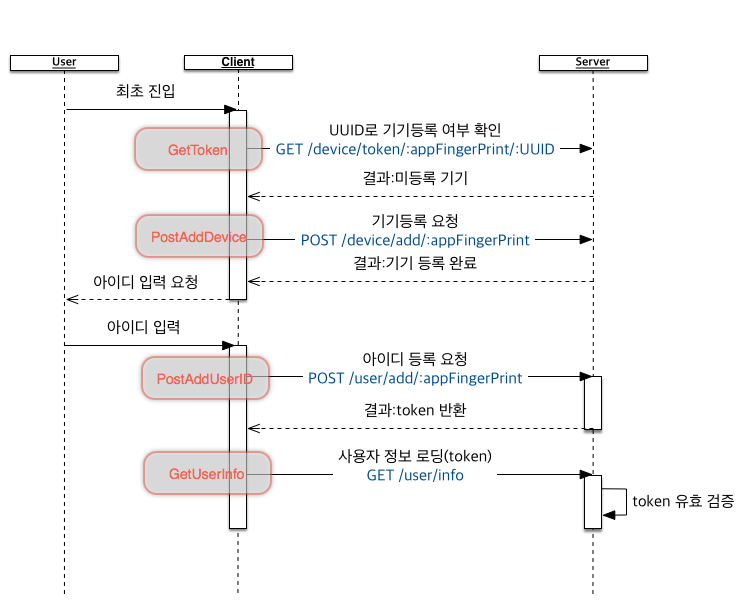 User
Client
Server
최초 진입
UUID로 기기등록 여부 확인
GetToken
GET /device/token/:appFingerPrint/:UUID
결과:미등록 기기
기기등록 요청
PostAddDevice
POST /device/add/:appFingerPrint
결과:기기 등록 완료
아이디 입력 요청
아이디 입력
아이디 등록 요청
PostAddUserID
POST /user/add/:appFingerPrint
결과:token 반환
사용자 정보 로딩(token)
GetUserInfo
GET /user/info
token 유효 검증